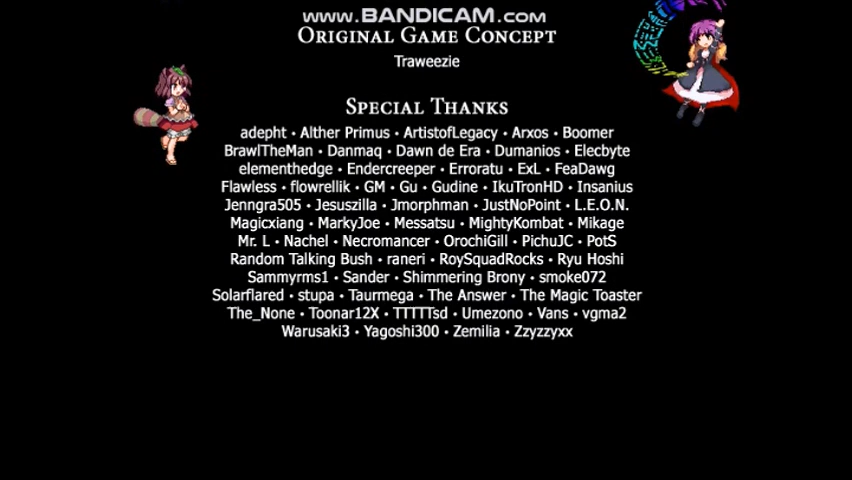 www.BANDICAM.com
Original Game Concept
Traweezie
Special Thanks
adepht • Alther Primus • ArtistofLegacy • Arxos • Boomer
BrawlTheMan • Danmaq • Dawn de Era • Dumanios • Elecbyte
elementhedge • Endercreeper • Erroratu • ExL • FeaDawg
Flawless • flowrellik • GM • Gu • Gudine • IkuTronHD • Insanius
Jenngra505 • Jesuszilla • Jmorphman • JustNoPoint • L.E.O.N.
Magicxiang • MarkyJoe • Messatsu • MightyKombat • Mikage
Mr. L • Nachel • Necromancer • OrochiGill • PichuJC • PotS
Random Talking Bush • raneri • RoySquadRocks • Ryu Hoshi
Sammyrms1 • Sander • Shimmering Brony • smoke072
Solarflared • stupa • Taurmega • The Answer • The Magic Toaster
The_None • Toonar12X • TTTTTsd • Umezono • Vans • vgma2
Warusaki3 • Yagoshi300 • Zemilia • Zzyzzyxx